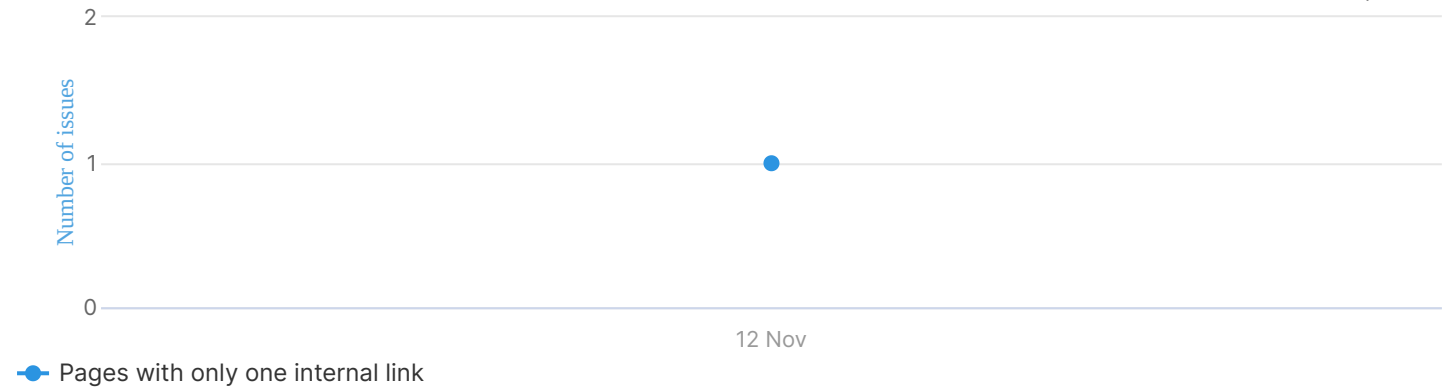 2
Number of issues
1
0
12 Nov
Pages with only one internal link